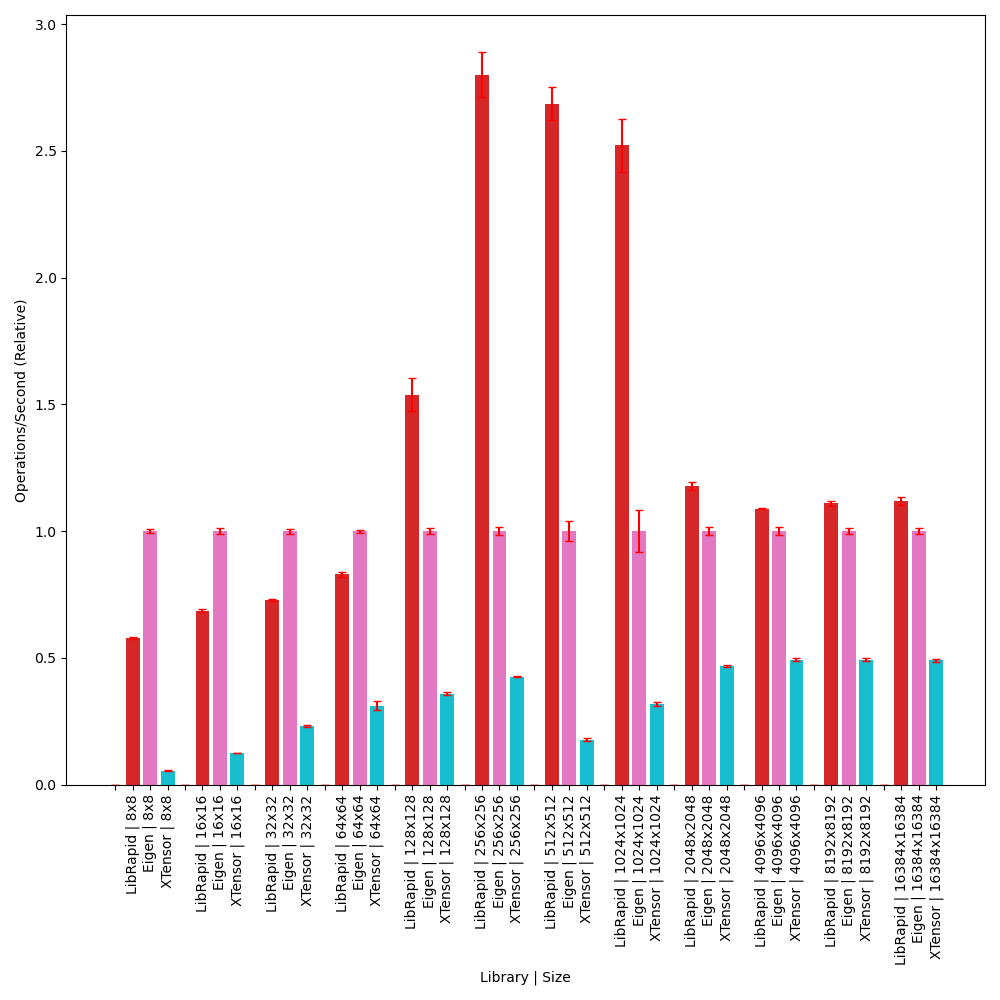 3.0
2.5
2.0
1.5
1.0
0.5
0.0
Operations/Second (Relative)
LibRapid | 8x8
Eigen | 8x8
XTensor | 8x8
LibRapid | 16x16
Eigen | 16x16
XTensor | 16x16
LibRapid | 32x32
Eigen | 32x32
XTensor | 32x32
LibRapid | 64x64
Eigen | 64x64
XTensor | 64x64
LibRapid | 128x128
Eigen | 128x128
XTensor | 128x128
LibRapid | 256x256
Eigen | 256x256
XTensor | 256x256
LibRapid | 512x512
Eigen | 512x512
XTensor | 512x512
LibRapid | 1024x1024
Eigen | 1024x1024
XTensor | 1024x1024
LibRapid | 2048x2048
Eigen | 2048x2048
XTensor | 2048x2048
LibRapid | 4096x4096
Eigen | 4096x4096
XTensor | 4096x4096
LibRapid | 8192x8192
Eigen | 8192x8192
XTensor | 8192x8192
LibRapid | 16384x16384
Eigen | 16384x16384
XTensor | 16384x16384
Library | Size